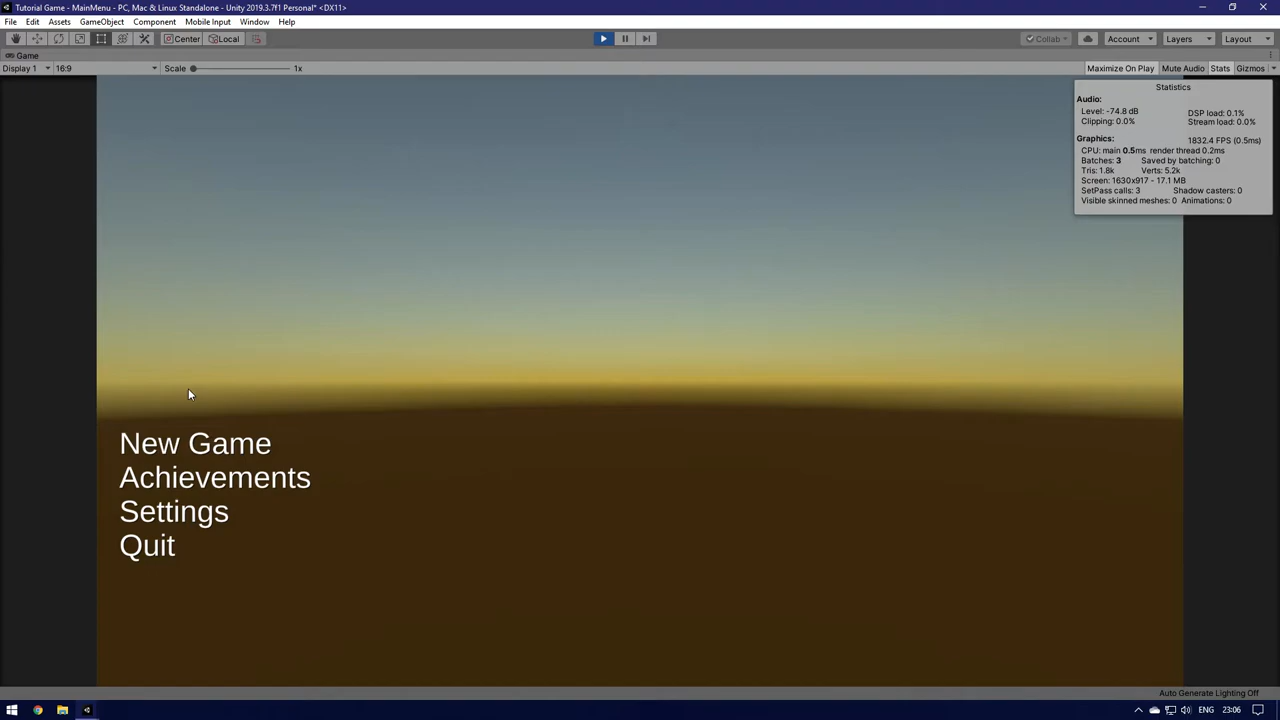 Tutorial Game - MainMenu - PC, Mac & Linux Standalone - Unity 2019.3.7f1 Personal* <DX11>
File Edit Assets GameObject Component Mobile Input Window Help
Center Local Collab Account Layers Layout
Game
Display 1 16:9 Scale 1x Maximize On Play Mute Audio Stats Gizmos
Statistics
Audio:
Level: -74.8 dB DSP load: 0.1%
Clipping: 0.0% Stream load: 0.0%
Graphics: 1832.4 FPS (0.5ms)
CPU: main 0.5ms render thread 0.2ms
Batches: 3 Saved by batching: 0
Tris: 1.8k Verts: 5.2k
Screen: 1630x917 - 17.1 MB
SetPass calls: 3 Shadow casters: 0
Visible skinned meshes: 0 Animations: 0
New Game
Achievements
Settings
Quit
Auto Generate Lighting Off
ENG 23:06